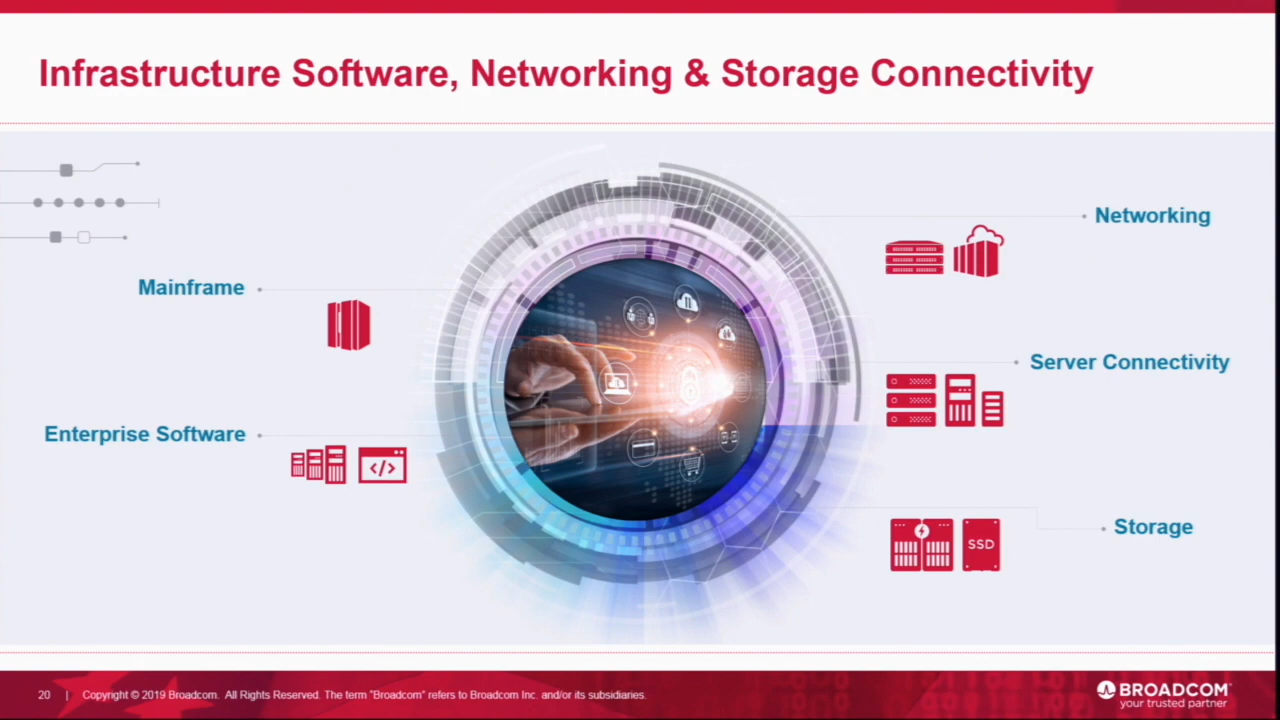 Infrastructure Software, Networking & Storage Connectivity
Networking
Mainframe
Server Connectivity
Enterprise Software
</>
Storage
SSD
20 | Copyright © 2019 Broadcom. All Rights Reserved. The term "Broadcom" refers to Broadcom Inc. and/or its subsidiaries.
BROADCOM
your trusted partner